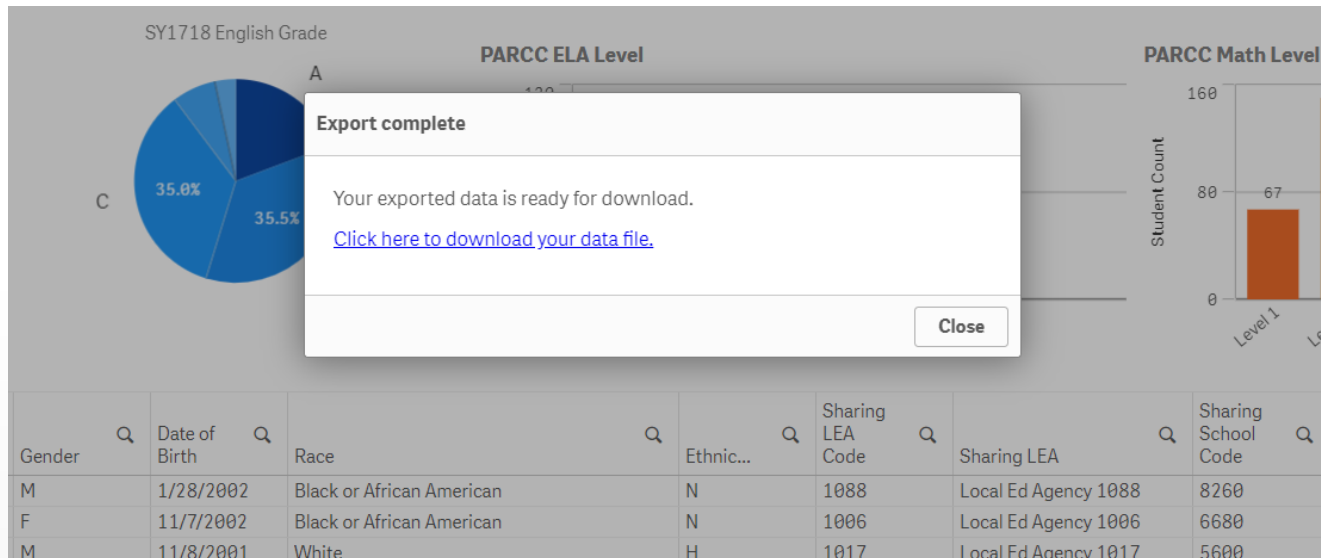 SY1718 English Grade
PARCC ELA Level
PARCC Math Level
A
C
35.0%
35.5%
160
80
0
Student Count
67
Level 1
Export complete
Your exported data is ready for download.
Click here to download your data file.
Close
Gender
Date of Birth
Race
Ethnic...
Sharing LEA Code
Sharing LEA
Sharing School Code
M 1/28/2002 Black or African American N 1088 Local Ed Agency 1088 8260
F 11/7/2002 Black or African American N 1006 Local Ed Agency 1006 6680
M 11/8/2001 White H 1017 Local Ed Agency 1017 5600